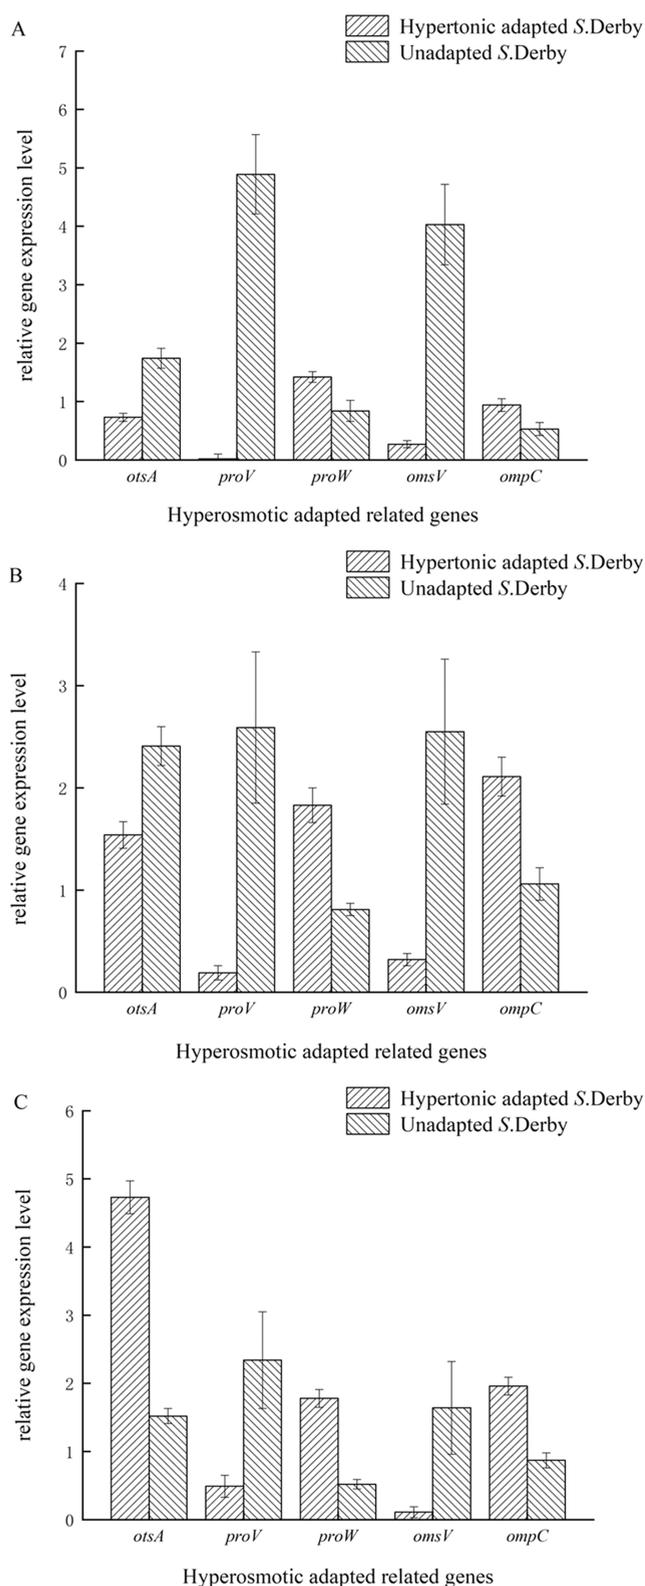 A
Hypertonic adapted S.Derby
Unadapted S.Derby
relative gene expression level
7
6
5
4
3
2
1
0
otsA proV proW omsV ompC
Hyperosmotic adapted related genes
B
Hypertonic adapted S.Derby
Unadapted S.Derby
relative gene expression level
4
3
2
1
0
otsA proV proW omsV ompC
Hyperosmotic adapted related genes
C
Hypertonic adapted S.Derby
Unadapted S.Derby
relative gene expression level
6
5
4
3
2
1
0
otsA proV proW omsV ompC
Hyperosmotic adapted related genes